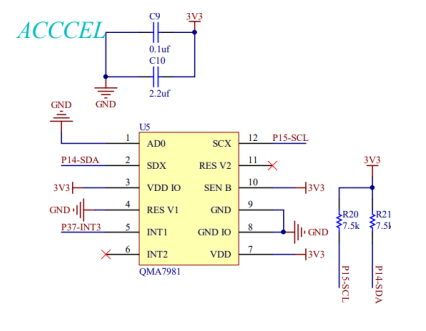 ACCCEL
C9
3V3
0.1uf
C10
2.2uf
GND
GND
U5
1 AD0 SCX 12 P15-SCL
P14-SDA 2 SDX RES V2 11
3V3
3V3 3 VDD IO SEN B 10 3V3
GND 4 RES V1 GND 9
P37-INT3 5 INT1 GND IO 8 GND
6 INT2 VDD 7 3V3
QMA7981
R20 R21
7.5k 7.5k
P15-SCL
P14-SDA